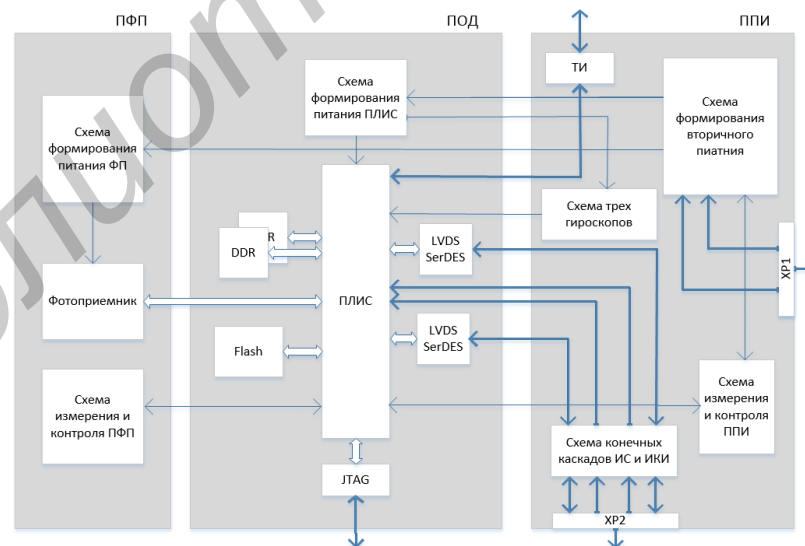 ПФП
ПОД
ППИ
ТИ
Схема
формирования
питания ПЛИС
Схема
формирования
вторичного
пиатния
Схема
формирования
питания ФП
Схема трех
гироскопов
R
DDR
LVDS
SerDES
XP1
Фотоприемник
ПЛИС
LVDS
SerDES
Flash
Схема
измерения и
контроля ПФП
Схема
измерения
и контроля
ППИ
Схема конечных
каскадов ИС и ИКИ
JTAG
XP2